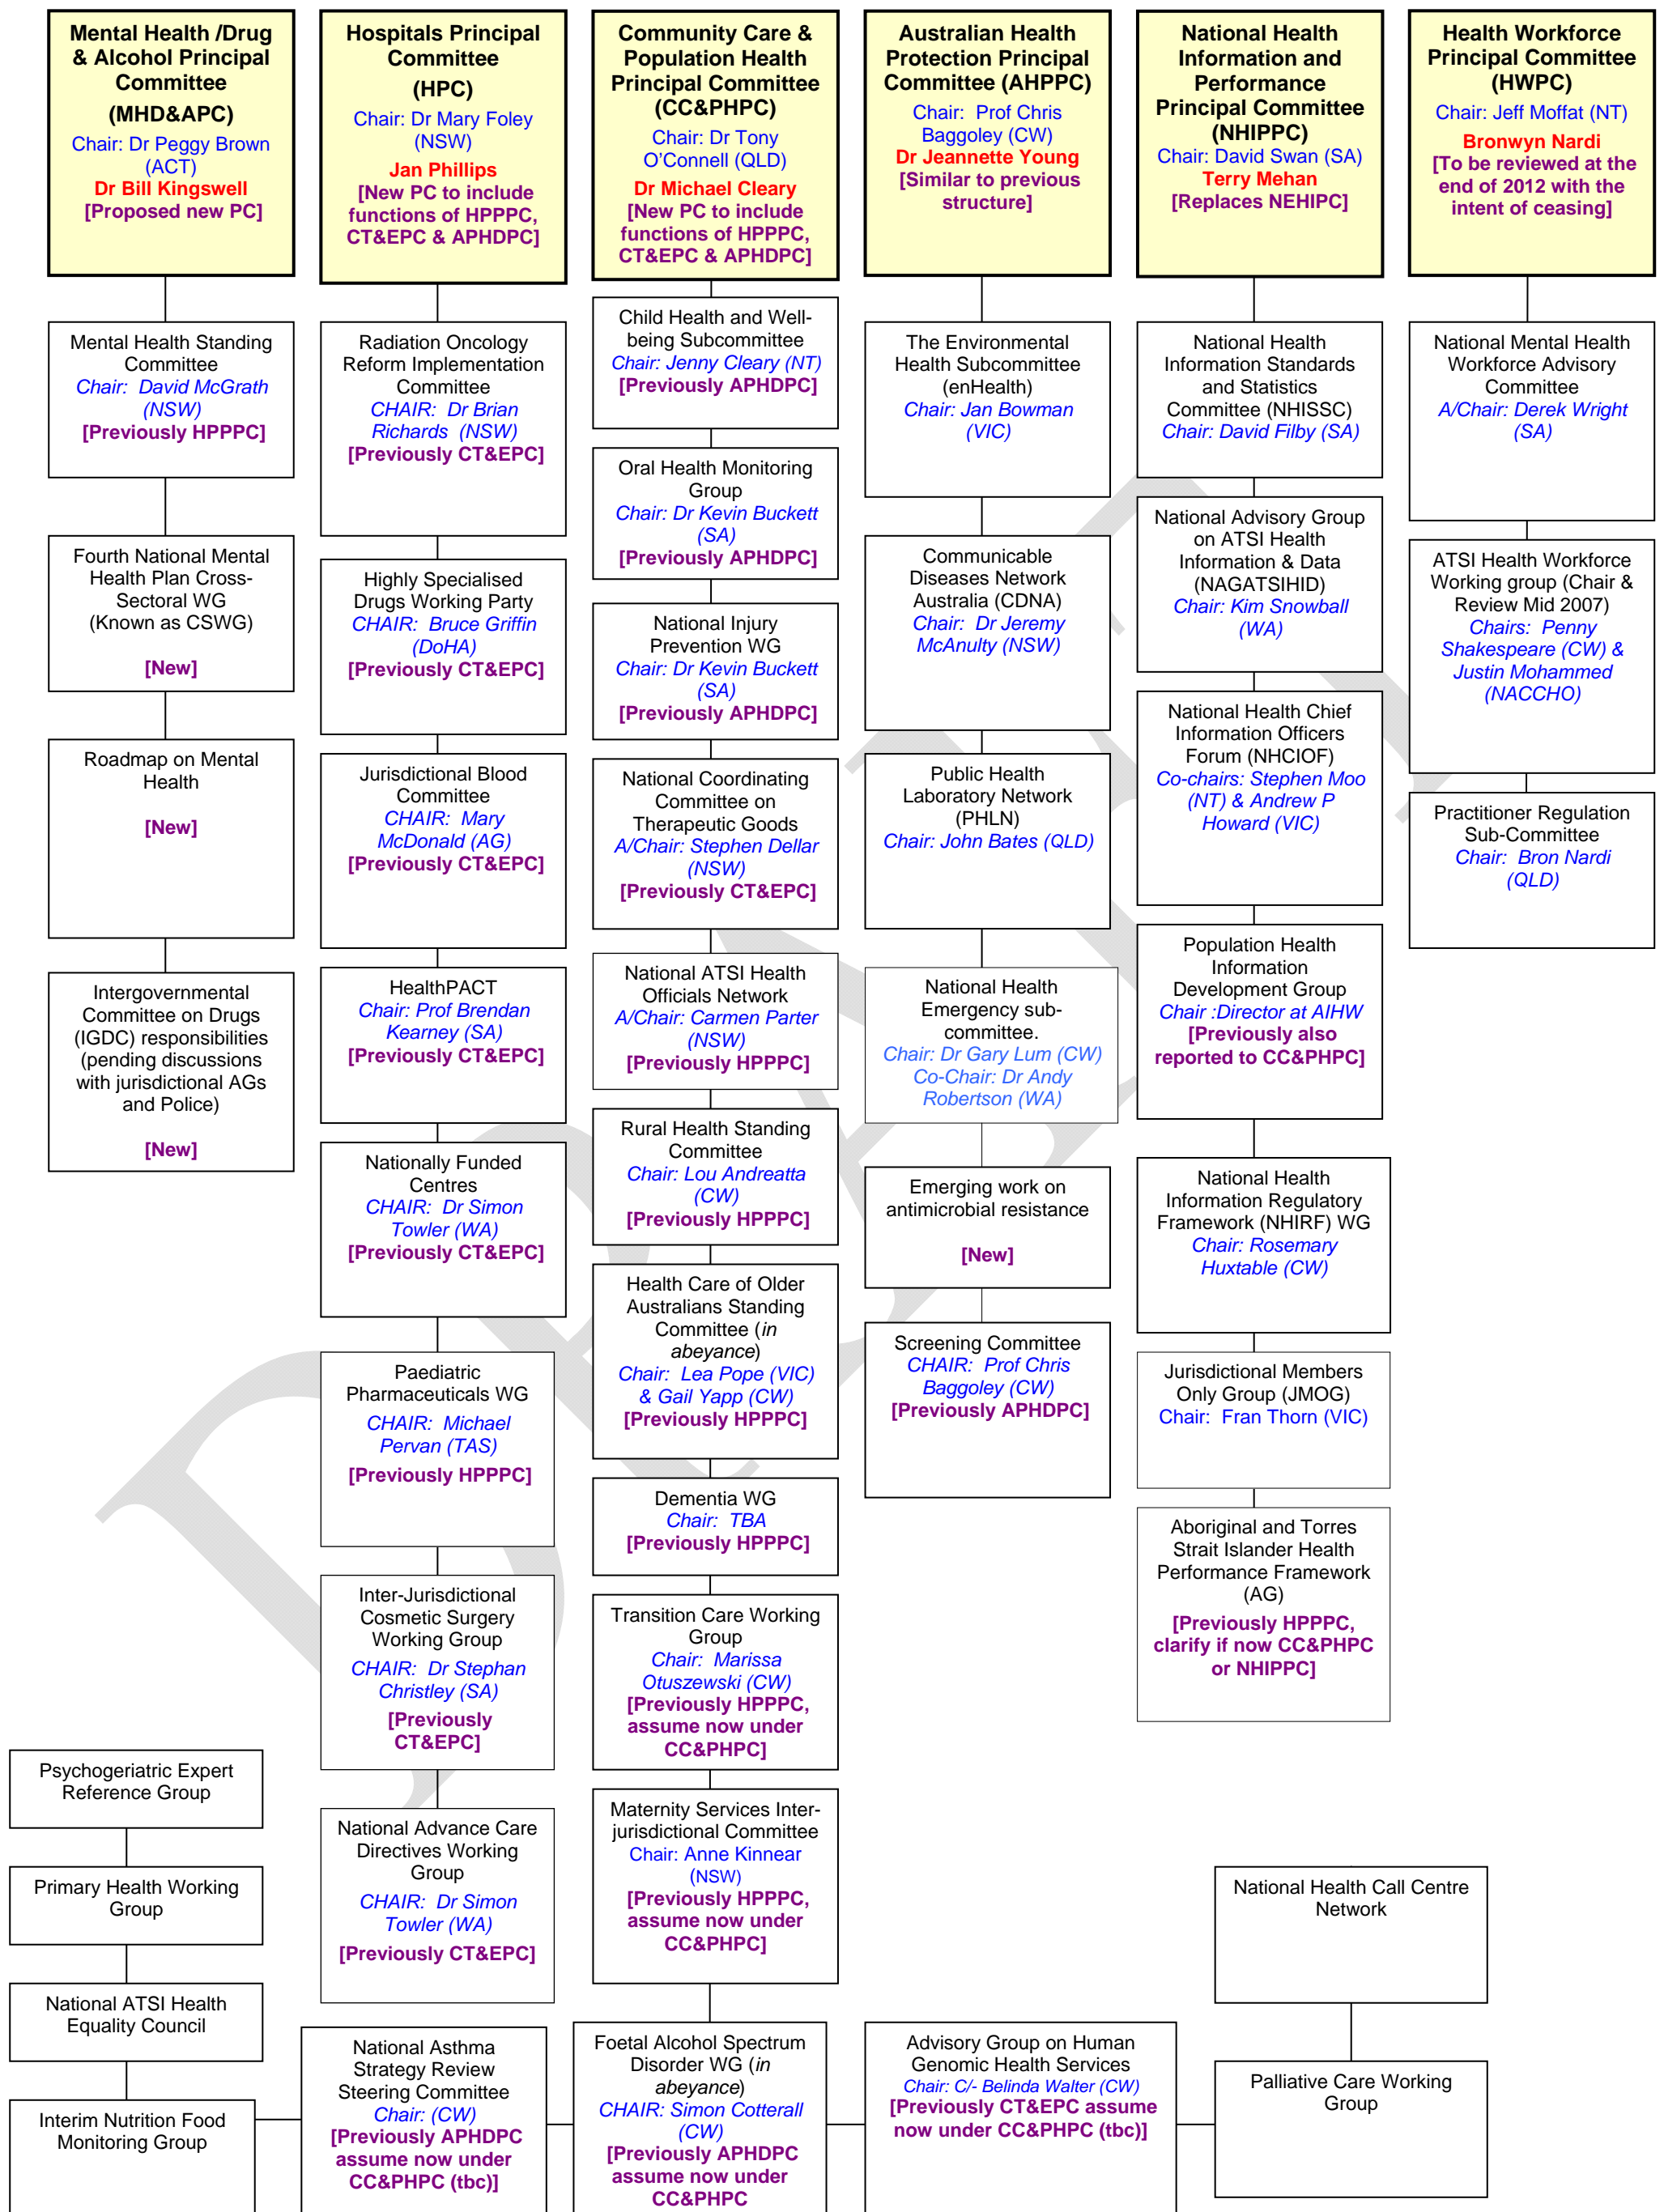 Mental Health /Drug
& Alcohol Principal
Committee
(MHD&APC)
Chair: Dr Peggy Brown
(ACT)
Dr Bill Kingswell
[Proposed new PC]
Mental Health Standing
Committee
Chair: David McGrath
(NSW)
[Previously HPPPC]
Fourth National Mental
Health Plan Cross-
Sectoral WG
(Known as CSWG)
[New]
Roadmap on Mental
Health
[New]
Intergovernmental
Committee on Drugs
(IGDC) responsibilities
(pending discussions
with jurisdictional AGs
and Police)
[New]
Hospitals Principal
Committee
(HPC)
Chair: Dr Mary Foley
(NSW)
Jan Phillips
[New PC to include
functions of HPPPC,
CT&EPC & APHDPC]
Radiation Oncology
Reform Implementation
Committee
CHAIR: Dr Brian
Richards (NSW)
[Previously CT&EPC]
Highly Specialised
Drugs Working Party
CHAIR: Bruce Griffin
(DoHA)
[Previously CT&EPC]
Jurisdictional Blood
Committee
CHAIR: Mary
McDonald (AG)
[Previously CT&EPC]
HealthPACT
Chair: Prof Brendan
Kearney (SA)
[Previously CT&EPC]
Nationally Funded
Centres
CHAIR: Dr Simon
Towler (WA)
[Previously CT&EPC]
Paediatric
Pharmaceuticals WG
CHAIR: Michael
Pervan (TAS)
[Previously HPPPC]
Inter-Jurisdictional
Cosmetic Surgery
Working Group
CHAIR: Dr Stephan
Christley (SA)
[Previously
CT&EPC]
National Advance Care
Directives Working
Group
CHAIR: Dr Simon
Towler (WA)
[Previously CT&EPC]
Community Care &
Population Health
Principal Committee
(CC&PHPC)
Chair: Dr Tony
O'Connell (QLD)
Dr Michael Cleary
[New PC to include
functions of HPPPC,
CT&EPC & APHDPC]
Child Health and Well-
being Subcommittee
Chair: Jenny Cleary (NT)
[Previously APHDPC]
Oral Health Monitoring
Group
Chair: Dr Kevin Buckett
(SA)
[Previously APHDPC]
National Injury
Prevention WG
Chair: Dr Kevin Buckett
(SA)
[Previously APHDPC]
National Coordinating
Committee on
Therapeutic Goods
A/Chair: Stephen Dellar
(NSW)
[Previously CT&EPC]
National ATSI Health
Officials Network
A/Chair: Carmen Parter
(NSW)
[Previously HPPPC]
Rural Health Standing
Committee
Chair: Lou Andreatta
(CW)
[Previously HPPPC]
Health Care of Older
Australians Standing
Committee (in
abeyance)
Chair: Lea Pope (VIC)
& Gail Yapp (CW)
[Previously HPPPC]
Dementia WG
Chair: TBA
[Previously HPPPC]
Transition Care Working
Group
Chair: Marissa
Otuszewski (CW)
[Previously HPPPC,
assume now under
CC&PHPC]
Maternity Services Inter-
jurisdictional Committee
Chair: Anne Kinnear
(NSW)
[Previously HPPPC,
assume now under
CC&PHPC]
Australian Health
Protection Principal
Committee (AHPPC)
Chair: Prof Chris
Baggoley (CW)
Dr Jeannette Young
[Similar to previous
structure]
The Environmental
Health Subcommittee
(enHealth)
Chair: Jan Bowman
(VIC)
Communicable
Diseases Network
Australia (CDNA)
Chair: Dr Jeremy
McAnulty (NSW)
Public Health
Laboratory Network
(PHLN)
Chair: John Bates (QLD)
National Health
Emergency sub-
committee.
Chair: Dr Gary Lum (CW)
Co-Chair: Dr Andy
Robertson (WA)
Emerging work on
antimicrobial resistance
[New]
Screening Committee
CHAIR: Prof Chris
Baggoley (CW)
[Previously APHDPC]
National Health
Information and
Performance
Principal Committee
(NHIPPC)
Chair: David Swan (SA)
Terry Mehan
[Replaces NEHIPC]
National Health
Information Standards
and Statistics
Committee (NHISSC)
Chair: David Filby (SA)
National Advisory Group
on ATSI Health
Information & Data
(NAGATSIHID)
Chair: Kim Snowball
(WA)
National Health Chief
Information Officers
Forum (NHCIOF)
Co-chairs: Stephen Moo
(NT) & Andrew P
Howard (VIC)
Population Health
Information
Development Group
Chair :Director at AIHW
[Previously also
reported to CC&PHPC]
National Health
Information Regulatory
Framework (NHIRF) WG
Chair: Rosemary
Huxtable (CW)
Jurisdictional Members
Only Group (JMOG)
Chair: Fran Thorn (VIC)
Aboriginal and Torres
Strait Islander Health
Performance Framework
(AG)
[Previously HPPPC,
clarify if now CC&PHPC
or NHIPPC]
Health Workforce
Principal Committee
(HWPC)
Chair: Jeff Moffat (NT)
Bronwyn Nardi
[To be reviewed at the
end of 2012 with the
intent of ceasing]
National Mental Health
Workforce Advisory
Committee
A/Chair: Derek Wright
(SA)
ATSI Health Workforce
Working group (Chair &
Review Mid 2007)
Chairs: Penny
Shakespeare (CW) &
Justin Mohammed
(NACCHO)
Practitioner Regulation
Sub-Committee
Chair: Bron Nardi
(QLD)
Psychogeriatric Expert
Reference Group
Primary Health Working
Group
National ATSI Health
Equality Council
Interim Nutrition Food
Monitoring Group
National Asthma
Strategy Review
Steering Committee
Chair: (CW)
[Previously APHDPC
assume now under
CC&PHPC (tbc)]
Foetal Alcohol Spectrum
Disorder WG (in
abeyance)
CHAIR: Simon Cotterall
(CW)
[Previously APHDPC
assume now under
CC&PHPC
Advisory Group on Human
Genomic Health Services
Chair: C/- Belinda Walter (CW)
[Previously CT&EPC assume
now under CC&PHPC (tbc)]
National Health Call Centre
Network
Palliative Care Working
Group
DRAFT